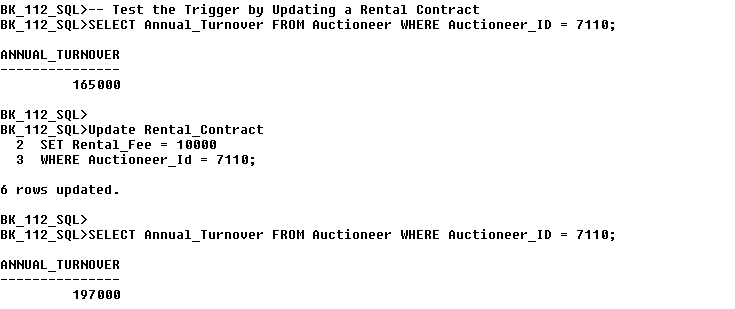 BK_112_SQL>-- Test the Trigger by Updating a Rental Contract
BK_112_SQL>SELECT Annual_Turnover FROM Auctioneer WHERE Auctioneer_ID = 7110;
ANNUAL_TURNOVER
---------------
165000
BK_112_SQL>
BK_112_SQL>Update Rental_Contract
2 SET Rental_Fee = 10000
3 WHERE Auctioneer_Id = 7110;
6 rows updated.
BK_112_SQL>
BK_112_SQL>SELECT Annual_Turnover FROM Auctioneer WHERE Auctioneer_ID = 7110;
ANNUAL_TURNOVER
---------------
197000